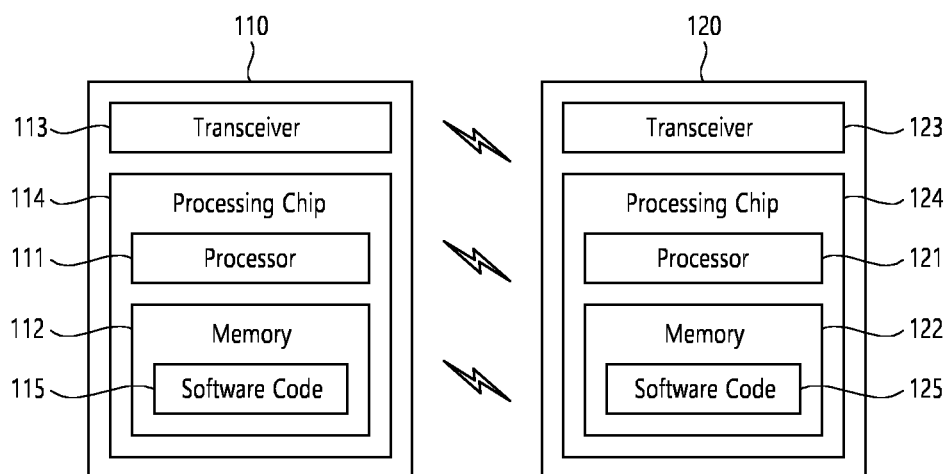 110
120
113
Transceiver
Transceiver
123
114
Processing Chip
Processing Chip
124
111
Processor
Processor
121
112
Memory
Memory
122
115
Software Code
Software Code
125